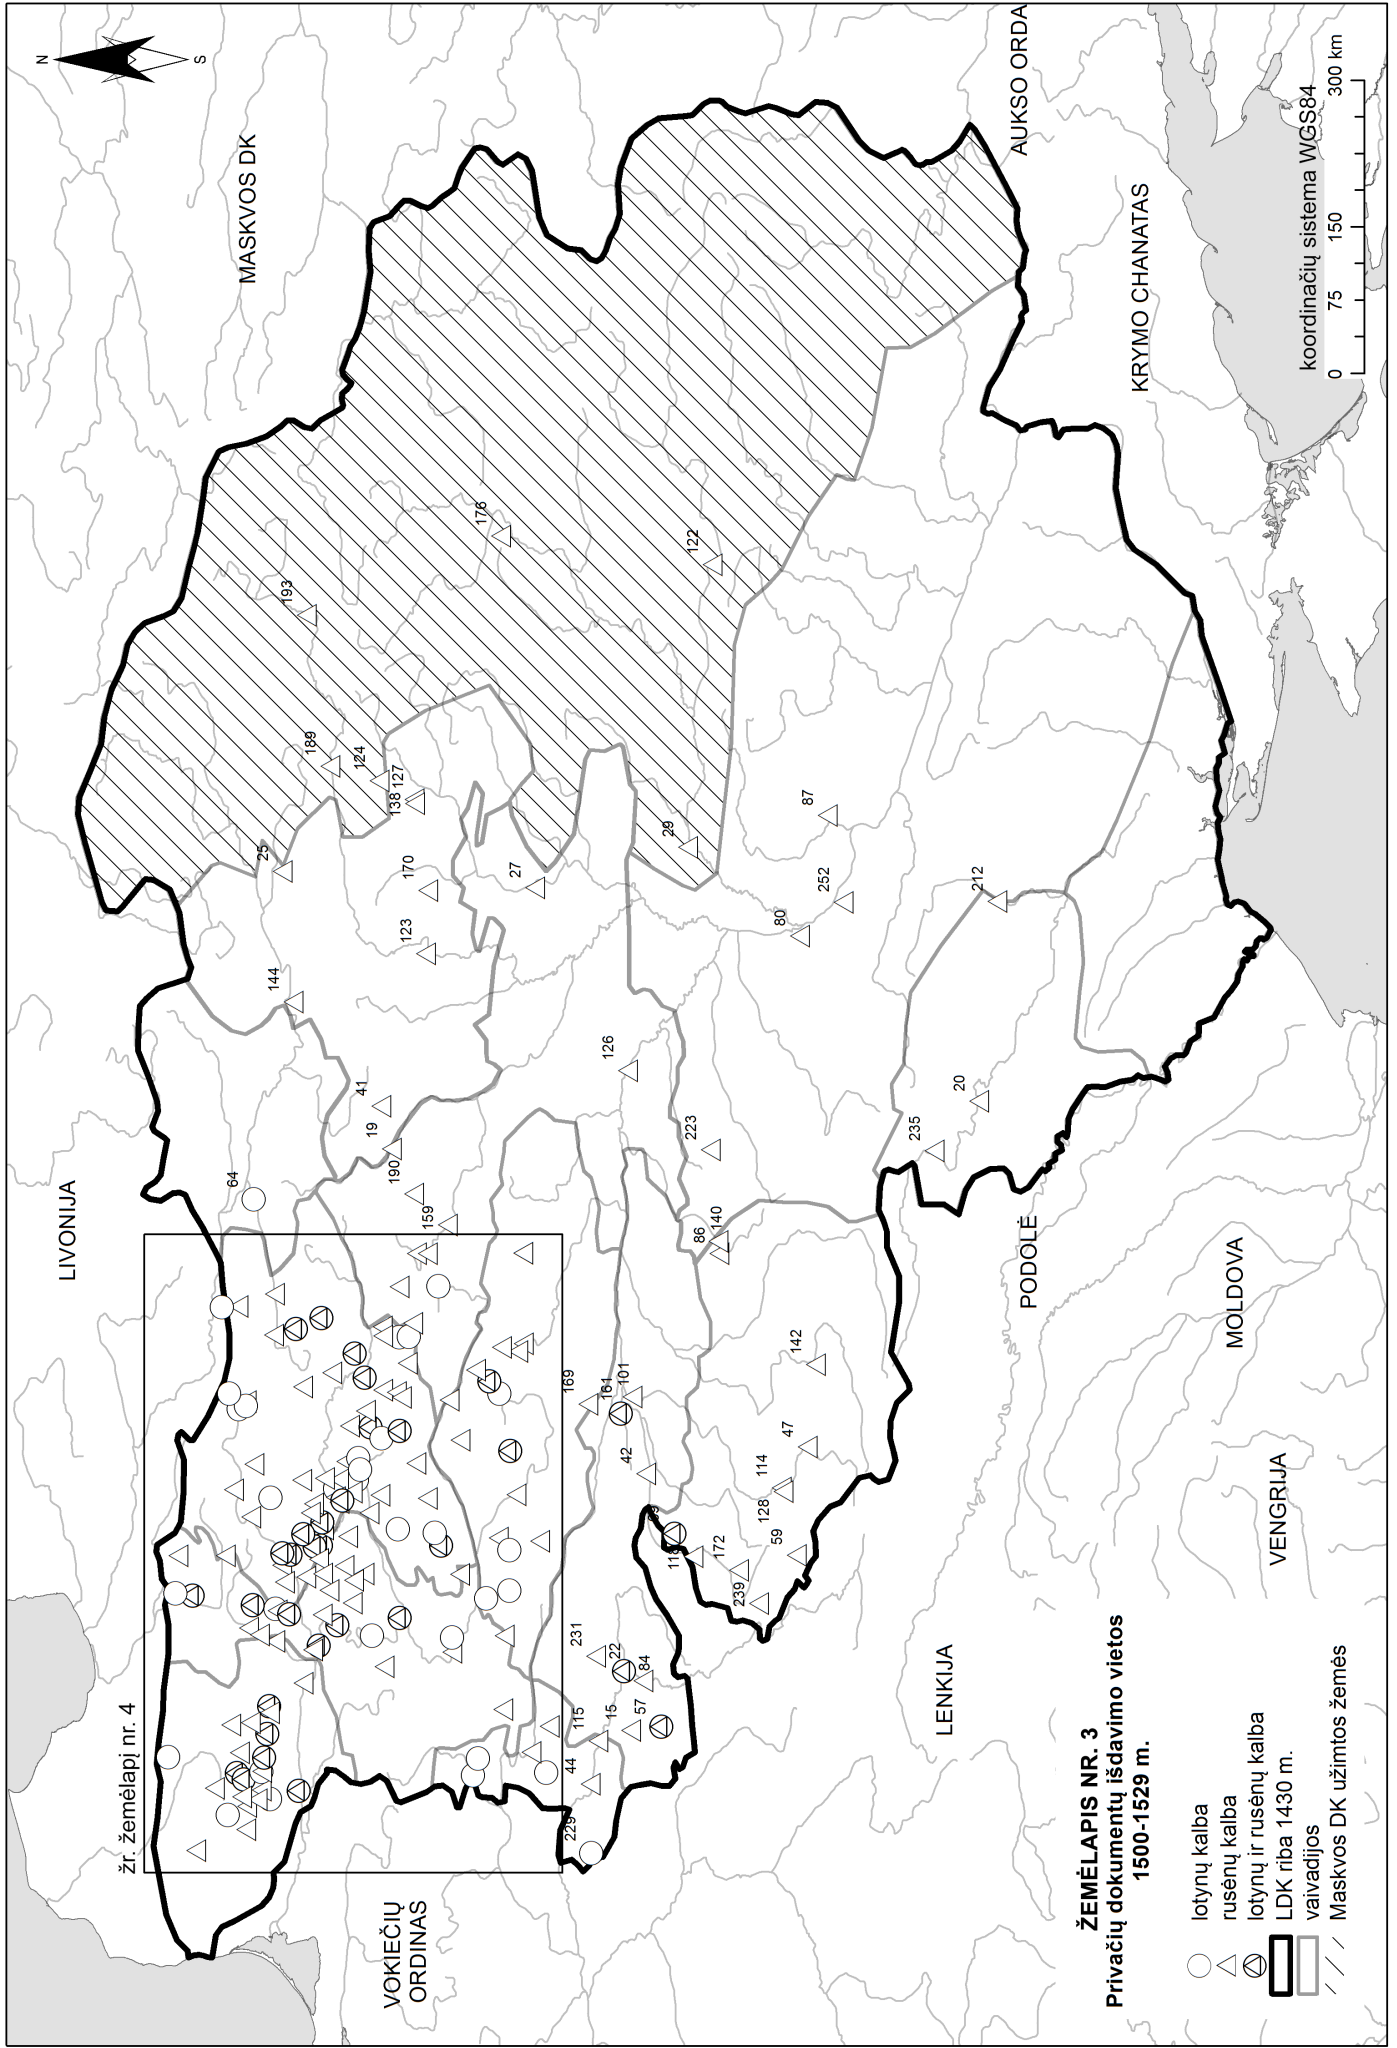 N
S
MASKVOS DK
AUKSO ORDA
KRYMO CHANATAS
LIVONIJA
PODOLĖ
MOLDOVA
VENGRIJA
LENKIJA
VOKIEČIŲ
ORDINAS
žr. žemėlapį nr. 4
koordinačių sistema WGS84
0
75
150
300 km
193
176
122
189
124
127
138
25
170
27
29
87
123
252
80
212
144
126
41
19
190
159
64
223
20
235
86
140
142
169
161
101
42
47
114
128
59
118
172
239
231
22
84
115
15
57
44
229
ŽEMĖLAPIS NR. 3
Privačių dokumentų išdavimo vietos
1500-1529 m.
lotynų kalba
rusėnų kalba
lotynų ir rusėnų kalba
LDK riba 1430 m.
vaivadijos
Maskvos DK užimtos žemės